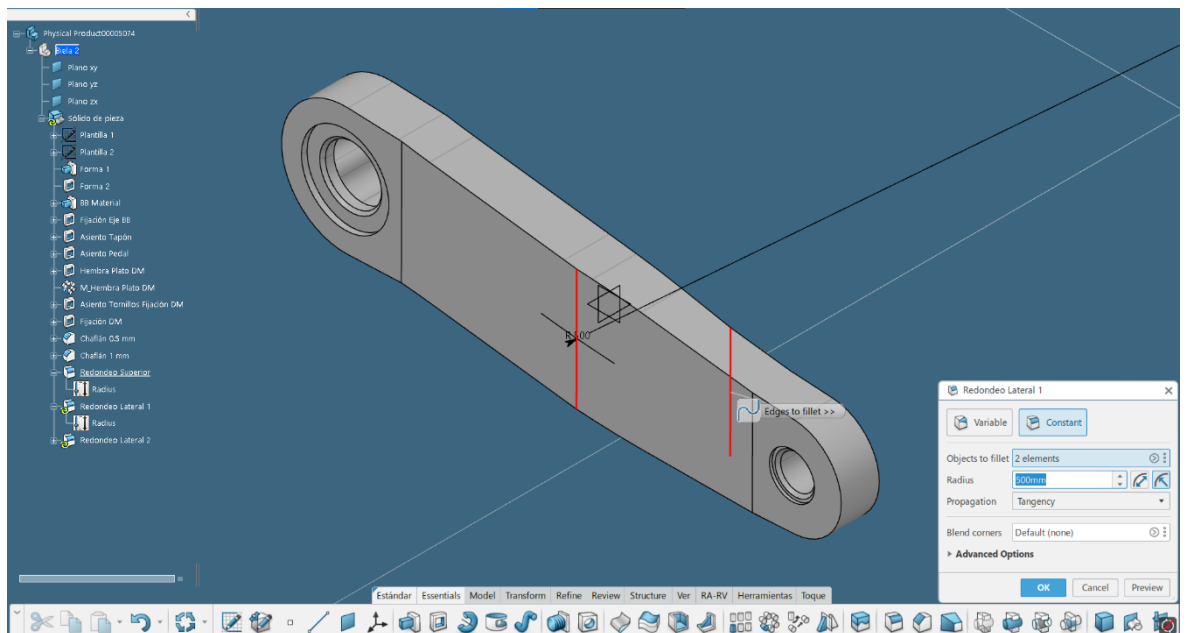 Physical Product00005074
Biela 2
Plano xy
Plano yz
Plano zx
Sólido de pieza
Plantilla 1
Plantilla 2
Forma 1
Forma 2
BB Material
Fijación Eje BB
Asiento Tapón
Asiento Pedal
Hembra Plato DM
M_Hembra Plato DM
Asiento Tornillos Fijación DM
Fijación DM
Chaflán 0.5 mm
Chaflán 1 mm
Redondeo Superior
Radius
Redondeo Lateral 1
Radius
Redondeo Lateral 2
Edges to fillet >>
Redondeo Lateral 1
Variable Constant
Objects to fillet 2 elements
Radius 500mm
Propagation Tangency
Blend corners Default (none)
Advanced Options
OK Cancel Preview
Estándar Essentials Model Transform Refine Review Structure Ver RA-RV Herramientas Toque